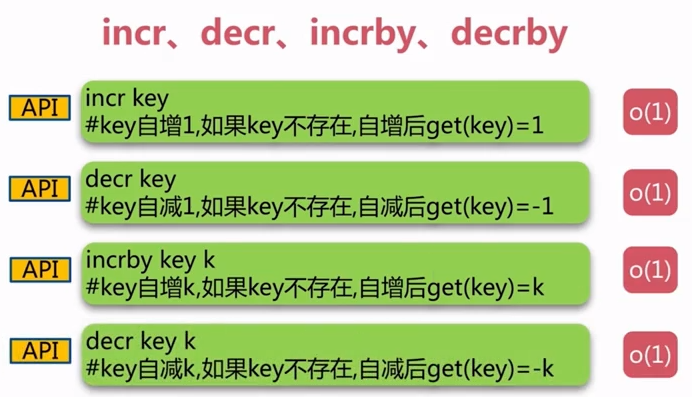 incr、decr、incrby、decrby
API
incr key
#key自增1,如果key不存在,自增后get(key)=1
o(1)
API
decr key
#key自减1,如果key不存在,自减后get(key)=-1
o(1)
API
incrby key k
#key自增k,如果key不存在,自增后get(key)=k
o(1)
API
decr key k
#key自减k,如果key不存在,自减后get(key)=-k
o(1)